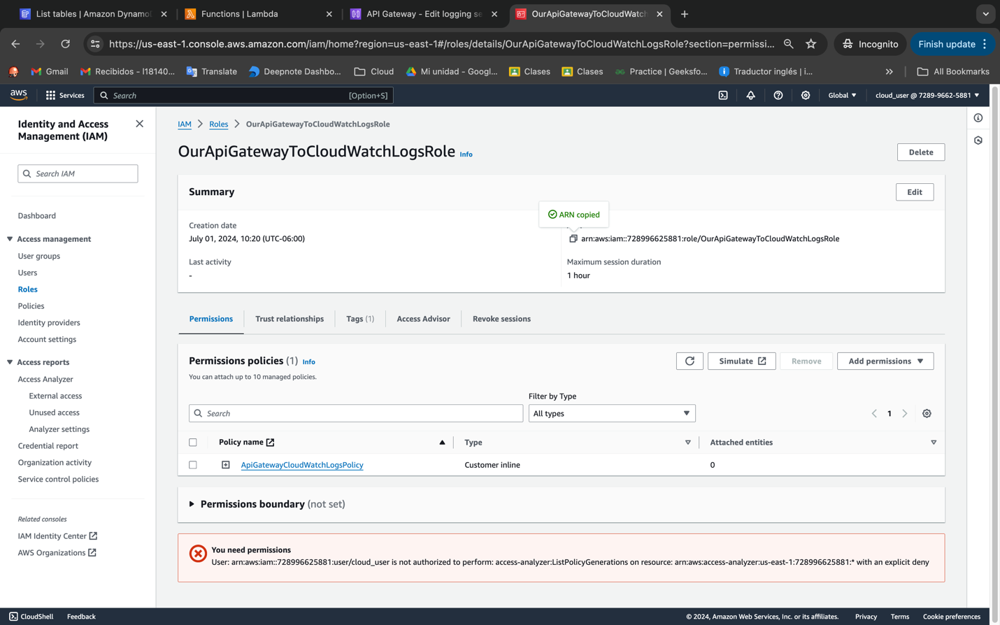 List tables | Amazon Dynamo
Functions | Lambda
API Gateway - Edit logging se
OurApiGatewayToCloudWatch
https://us-east-1.console.aws.amazon.com/iam/home?region=us-east-1#/roles/details/OurApiGatewayToCloudWatchLogsRole?section=permissi...
Incognito
Finish update
Gmail
Recibidos - l18140...
Translate
Deepnote Dashbo...
Cloud
Mi unidad - Googl...
Clases
Clases
Practice | Geeksfo...
Traductor inglés | i...
All Bookmarks
aws
Services
Search
[Option+S]
Global
cloud_user @ 7289-9662-5881
Identity and Access
Management (IAM)
Search IAM
Dashboard
Access management
User groups
Users
Roles
Policies
Identity providers
Account settings
Access reports
Access Analyzer
External access
Unused access
Analyzer settings
Credential report
Organization activity
Service control policies
Related consoles
IAM Identity Center
AWS Organizations
IAM
Roles
OurApiGatewayToCloudWatchLogsRole
OurApiGatewayToCloudWatchLogsRole Info
Delete
Summary
Edit
ARN copied
Creation date
July 01, 2024, 10:20 (UTC-06:00)
arn:aws:iam::728996625881:role/OurApiGatewayToCloudWatchLogsRole
Last activity
-
Maximum session duration
1 hour
Permissions
Trust relationships
Tags (1)
Access Advisor
Revoke sessions
Permissions policies (1) Info
You can attach up to 10 managed policies.
Simulate
Remove
Add permissions
Filter by Type
Search
All types
1
Policy name
Type
Attached entities
ApiGatewayCloudWatchLogsPolicy
Customer inline
0
Permissions boundary (not set)
You need permissions
User: arn:aws:iam::728996625881:user/cloud_user is not authorized to perform: access-analyzer:ListPolicyGenerations on resource: arn:aws:access-analyzer:us-east-1:728996625881:* with an explicit deny
CloudShell
Feedback
© 2024, Amazon Web Services, Inc. or its affiliates.
Privacy
Terms
Cookie preferences